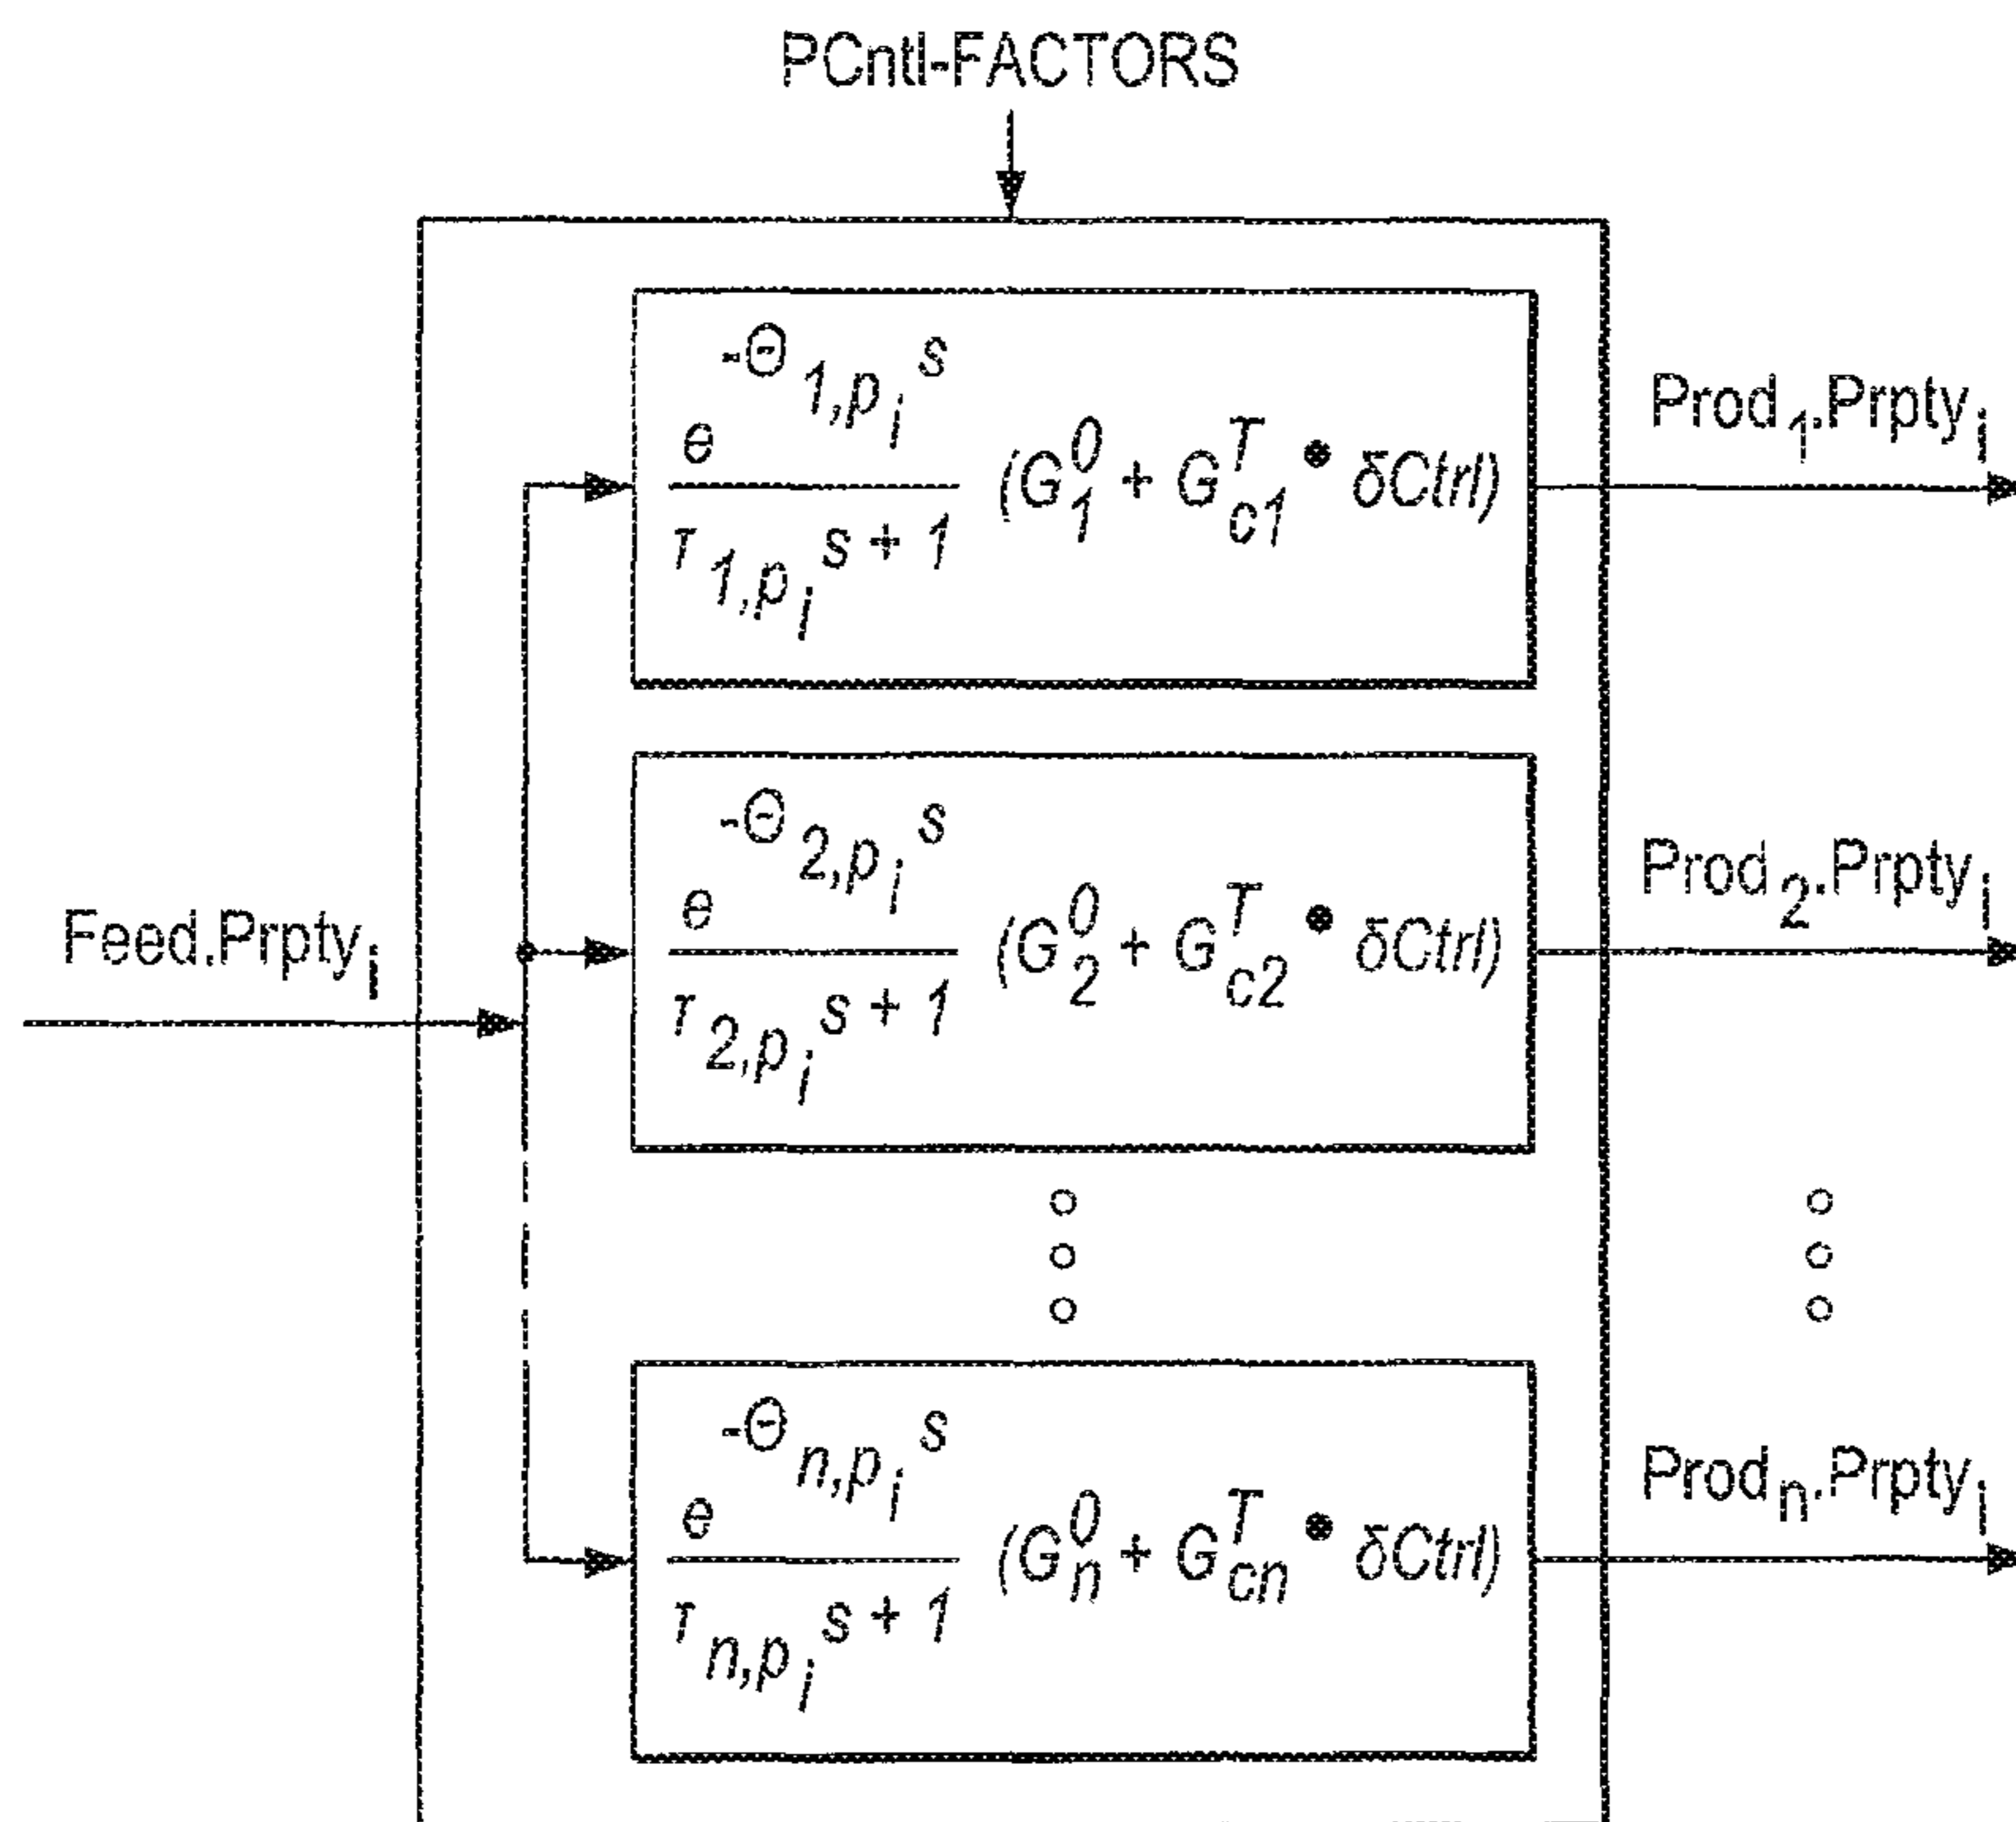 PCntl-FACTORS
e^{-Θ_{1,p_i} s} / τ_{1,p_i} s + 1 (G_1^0 + G_{c1}^T • δCtrl)
Prod_1.Prpty_i
e^{-Θ_{2,p_i} s} / τ_{2,p_i} s + 1 (G_2^0 + G_{c2}^T • δCtrl)
Prod_2.Prpty_i
Feed.Prpty_i
e^{-Θ_{n,p_i} s} / τ_{n,p_i} s + 1 (G_n^0 + G_{cn}^T • δCtrl)
Prod_n.Prpty_i